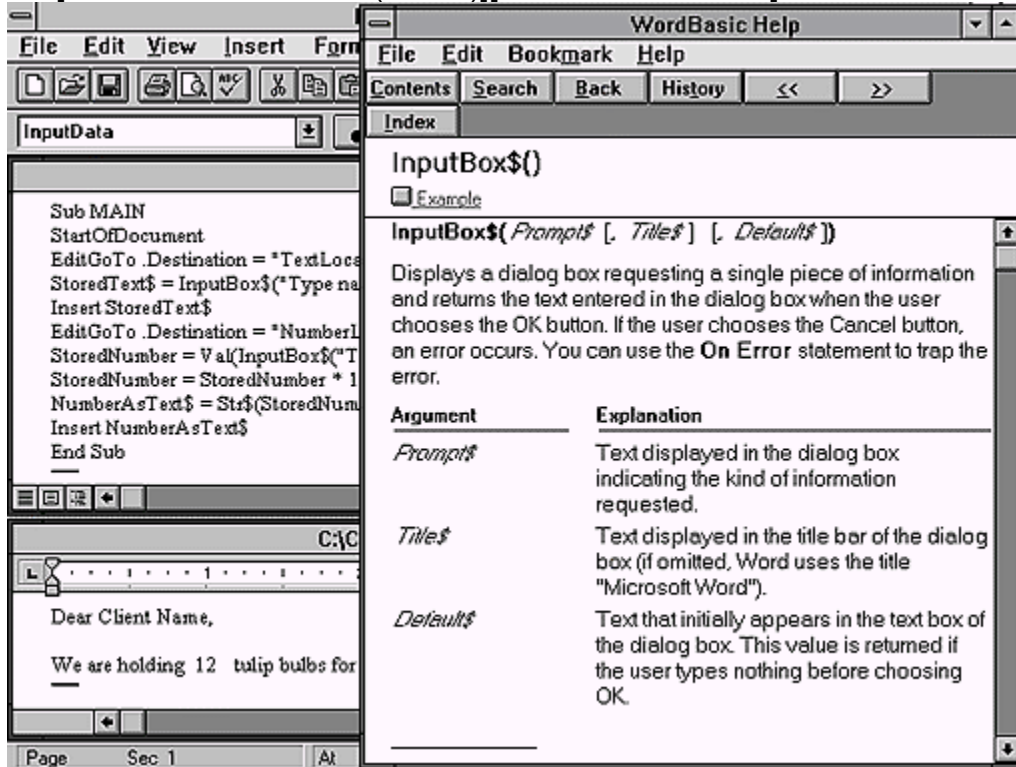 File Edit View Insert Form
InputData
Sub MAIN
StartOfDocument
EditGoTo .Destination = "TextLoca
StoredText$ = InputBox$("Type na
Insert StoredText$
EditGoTo .Destination = "NumberL
StoredNumber = Val(InputBox$("T
StoredNumber = StoredNumber * 1
NumberAsText$ = Str$(StoredNum
Insert NumberAsText$
End Sub
C:\C
Dear Client Name,
We are holding 12 tulip bulbs for
Page Sec 1 At
WordBasic Help
File Edit Bookmark Help
Contents Search Back History << >>
Index
InputBox$()
Example
InputBox$(Prompt$ [, Title$] [, Default$])
Displays a dialog box requesting a single piece of information
and returns the text entered in the dialog box when the user
chooses the OK button. If the user chooses the Cancel button,
an error occurs. You can use the On Error statement to trap the
error.
Argument Explanation
Prompt$ Text displayed in the dialog box
indicating the kind of information
requested.
Title$ Text displayed in the title bar of the dialog
box (if omitted, Word uses the title
"Microsoft Word").
Default$ Text that initially appears in the text box of
the dialog box. This value is returned if
the user types nothing before choosing
OK.